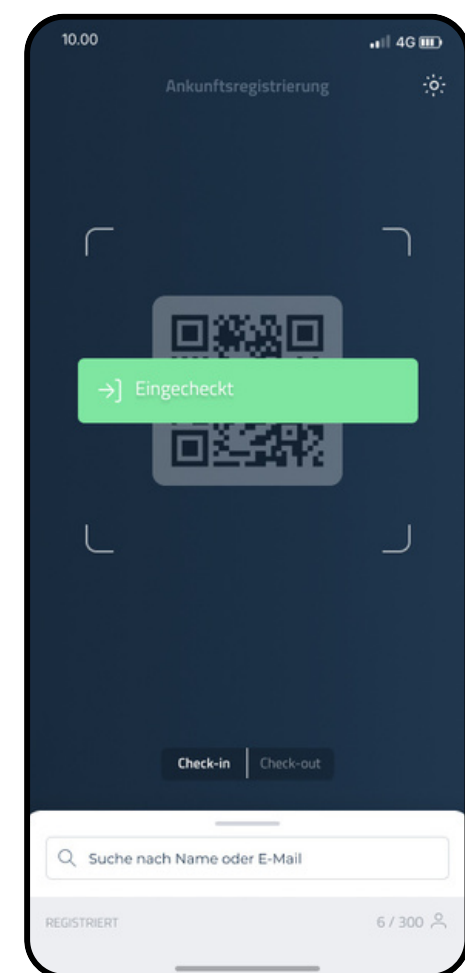 10.00 4G
Ankunftsregistrierung
Eingecheckt
Check-in Check-out
Suche nach Name oder E-Mail
REGISTRIERT 6 / 300